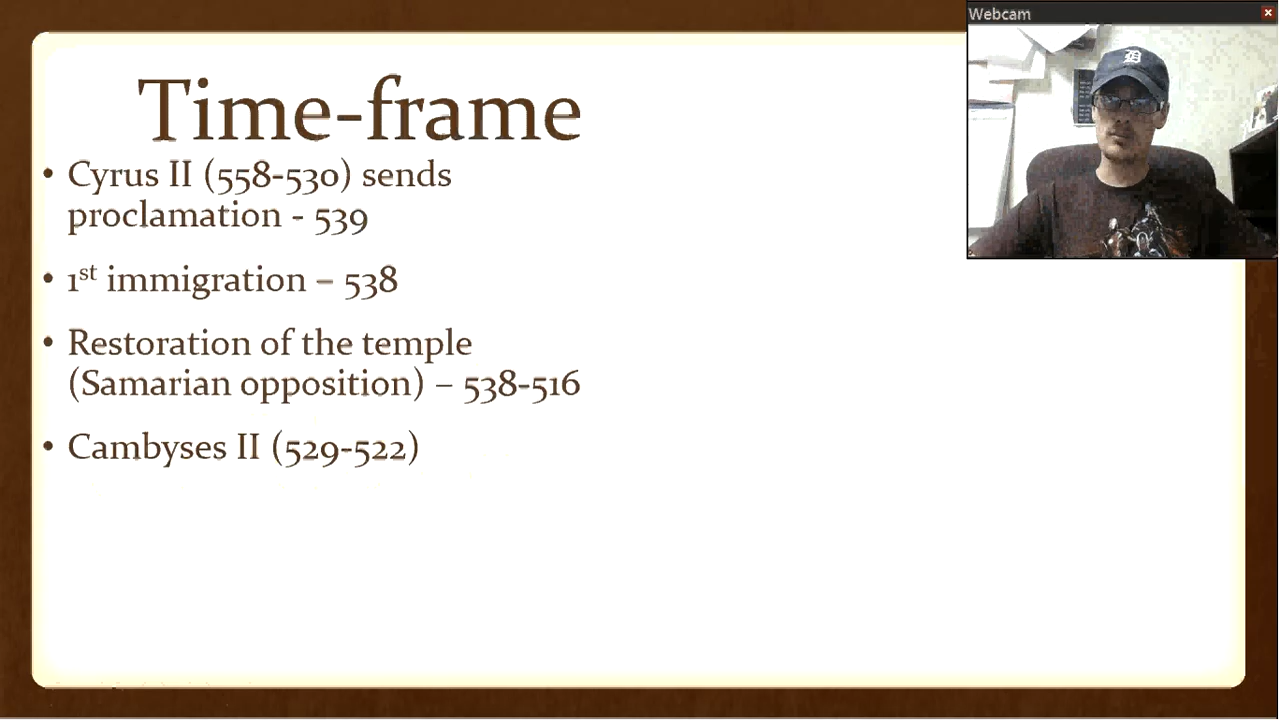 Webcam
Time-frame
• Cyrus II (558-530) sends
proclamation - 539
• 1st immigration – 538
• Restoration of the temple
(Samarian opposition) – 538-516
• Cambyses II (529-522)